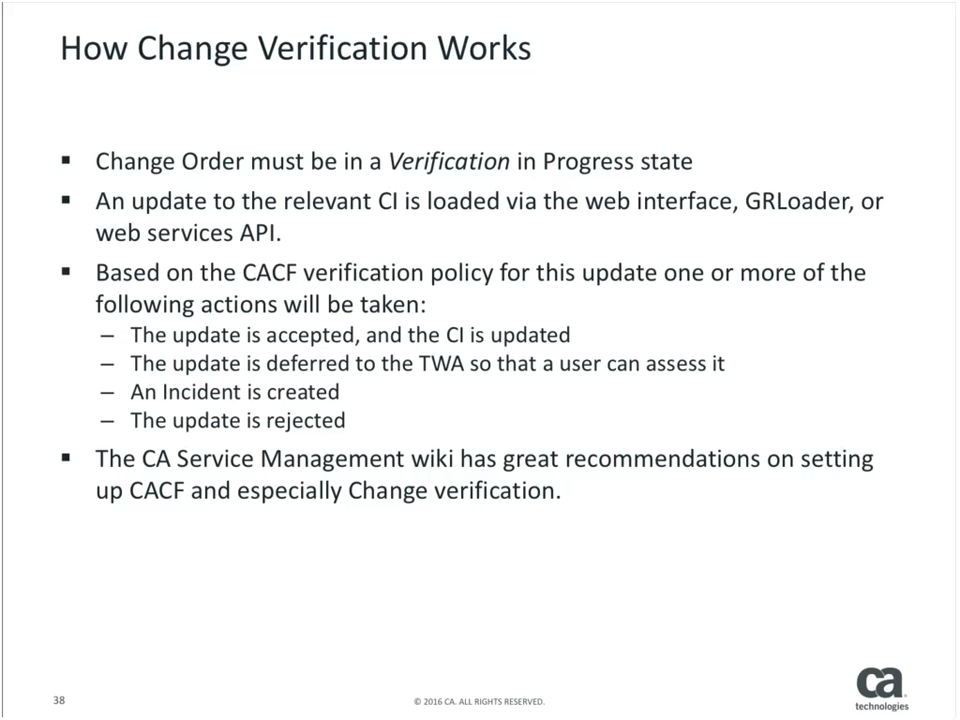 How Change Verification Works
▪ Change Order must be in a Verification in Progress state
▪ An update to the relevant CI is loaded via the web interface, GRLoader, or
web services API.
▪ Based on the CACF verification policy for this update one or more of the
following actions will be taken:
– The update is accepted, and the CI is updated
– The update is deferred to the TWA so that a user can assess it
– An Incident is created
– The update is rejected
▪ The CA Service Management wiki has great recommendations on setting
up CACF and especially Change verification.
38
© 2016 CA. ALL RIGHTS RESERVED.
ca
technologies